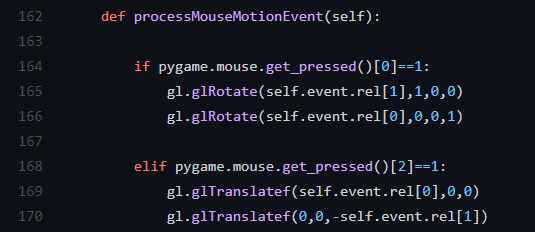 162 def processMouseMotionEvent(self):
163
164 if pygame.mouse.get_pressed()[0]==1:
165 gl.glRotate(self.event.rel[1],1,0,0)
166 gl.glRotate(self.event.rel[0],0,0,1)
167
168 elif pygame.mouse.get_pressed()[2]==1:
169 gl.glTranslatef(self.event.rel[0],0,0)
170 gl.glTranslatef(0,0,-self.event.rel[1])